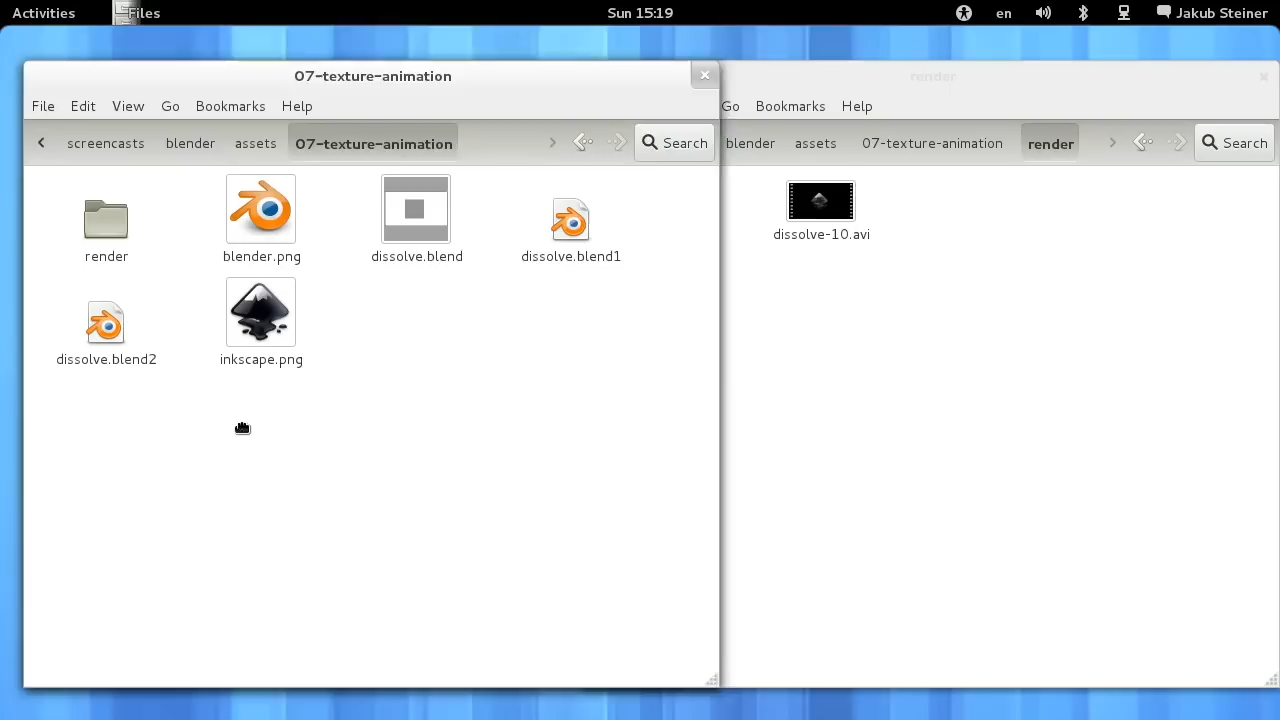 Activities Files Sun 15:19 en Jakub Steiner
07-texture-animation
File Edit View Go Bookmarks Help
screencasts blender assets 07-texture-animation Search
render blender.png dissolve.blend dissolve.blend1
dissolve.blend2 inkscape.png
render
Go Bookmarks Help
blender assets 07-texture-animation render Search
dissolve-10.avi